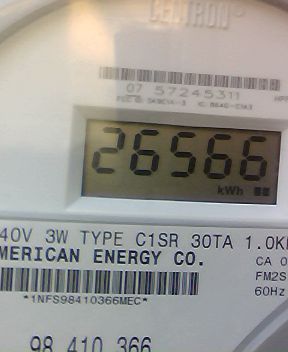 CENTRON®
07 57245311
26566
kWh
40V 3W TYPE C1SR 30TA 1.0K
MERICAN ENERGY CO.
CA 0
FM2S
60Hz
*1NFS98410366MEC*
98 410 366